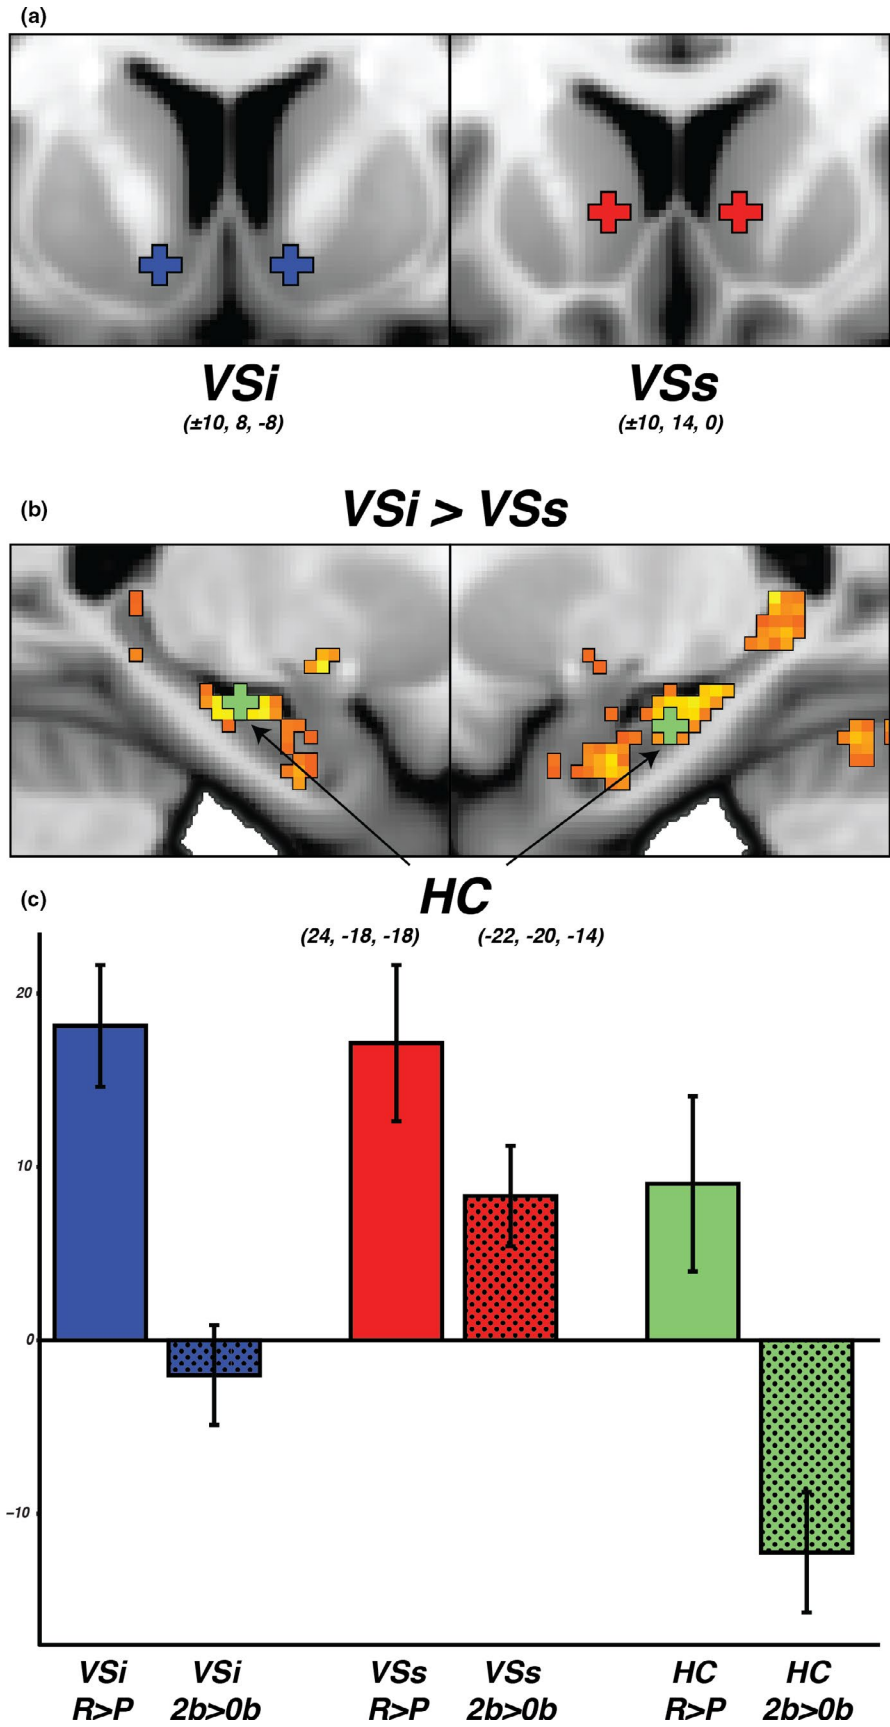 (a)
VSi VSs
(±10, 8, -8) (±10, 14, 0)
(b) VSi > VSs
HC
(c)
(24, -18, -18) (-22, -20, -14)
20
10
0
–10
VSi VSi VSs VSs HC HC
R>P 2b>0b R>P 2b>0b R>P 2b>0b